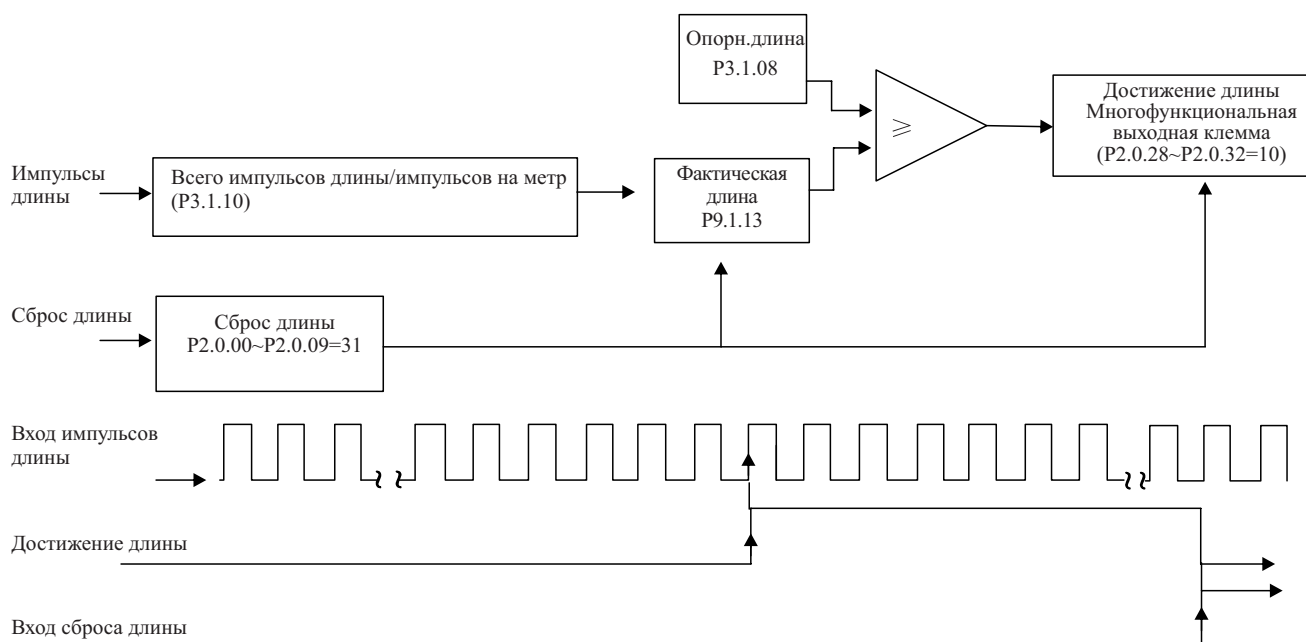 Опорн.длина
P3.1.08
Достижение длины
Многофункциональная
выходная клемма
(P2.0.28~P2.0.32=10)
≥
Импульсы
длины
Всего импульсов длины/импульсов на метр
(P3.1.10)
Фактическая
длина
P9.1.13
Сброс длины
Сброс длины
P2.0.00~P2.0.09=31
Вход импульсов
длины
Достижение длины
Вход сброса длины